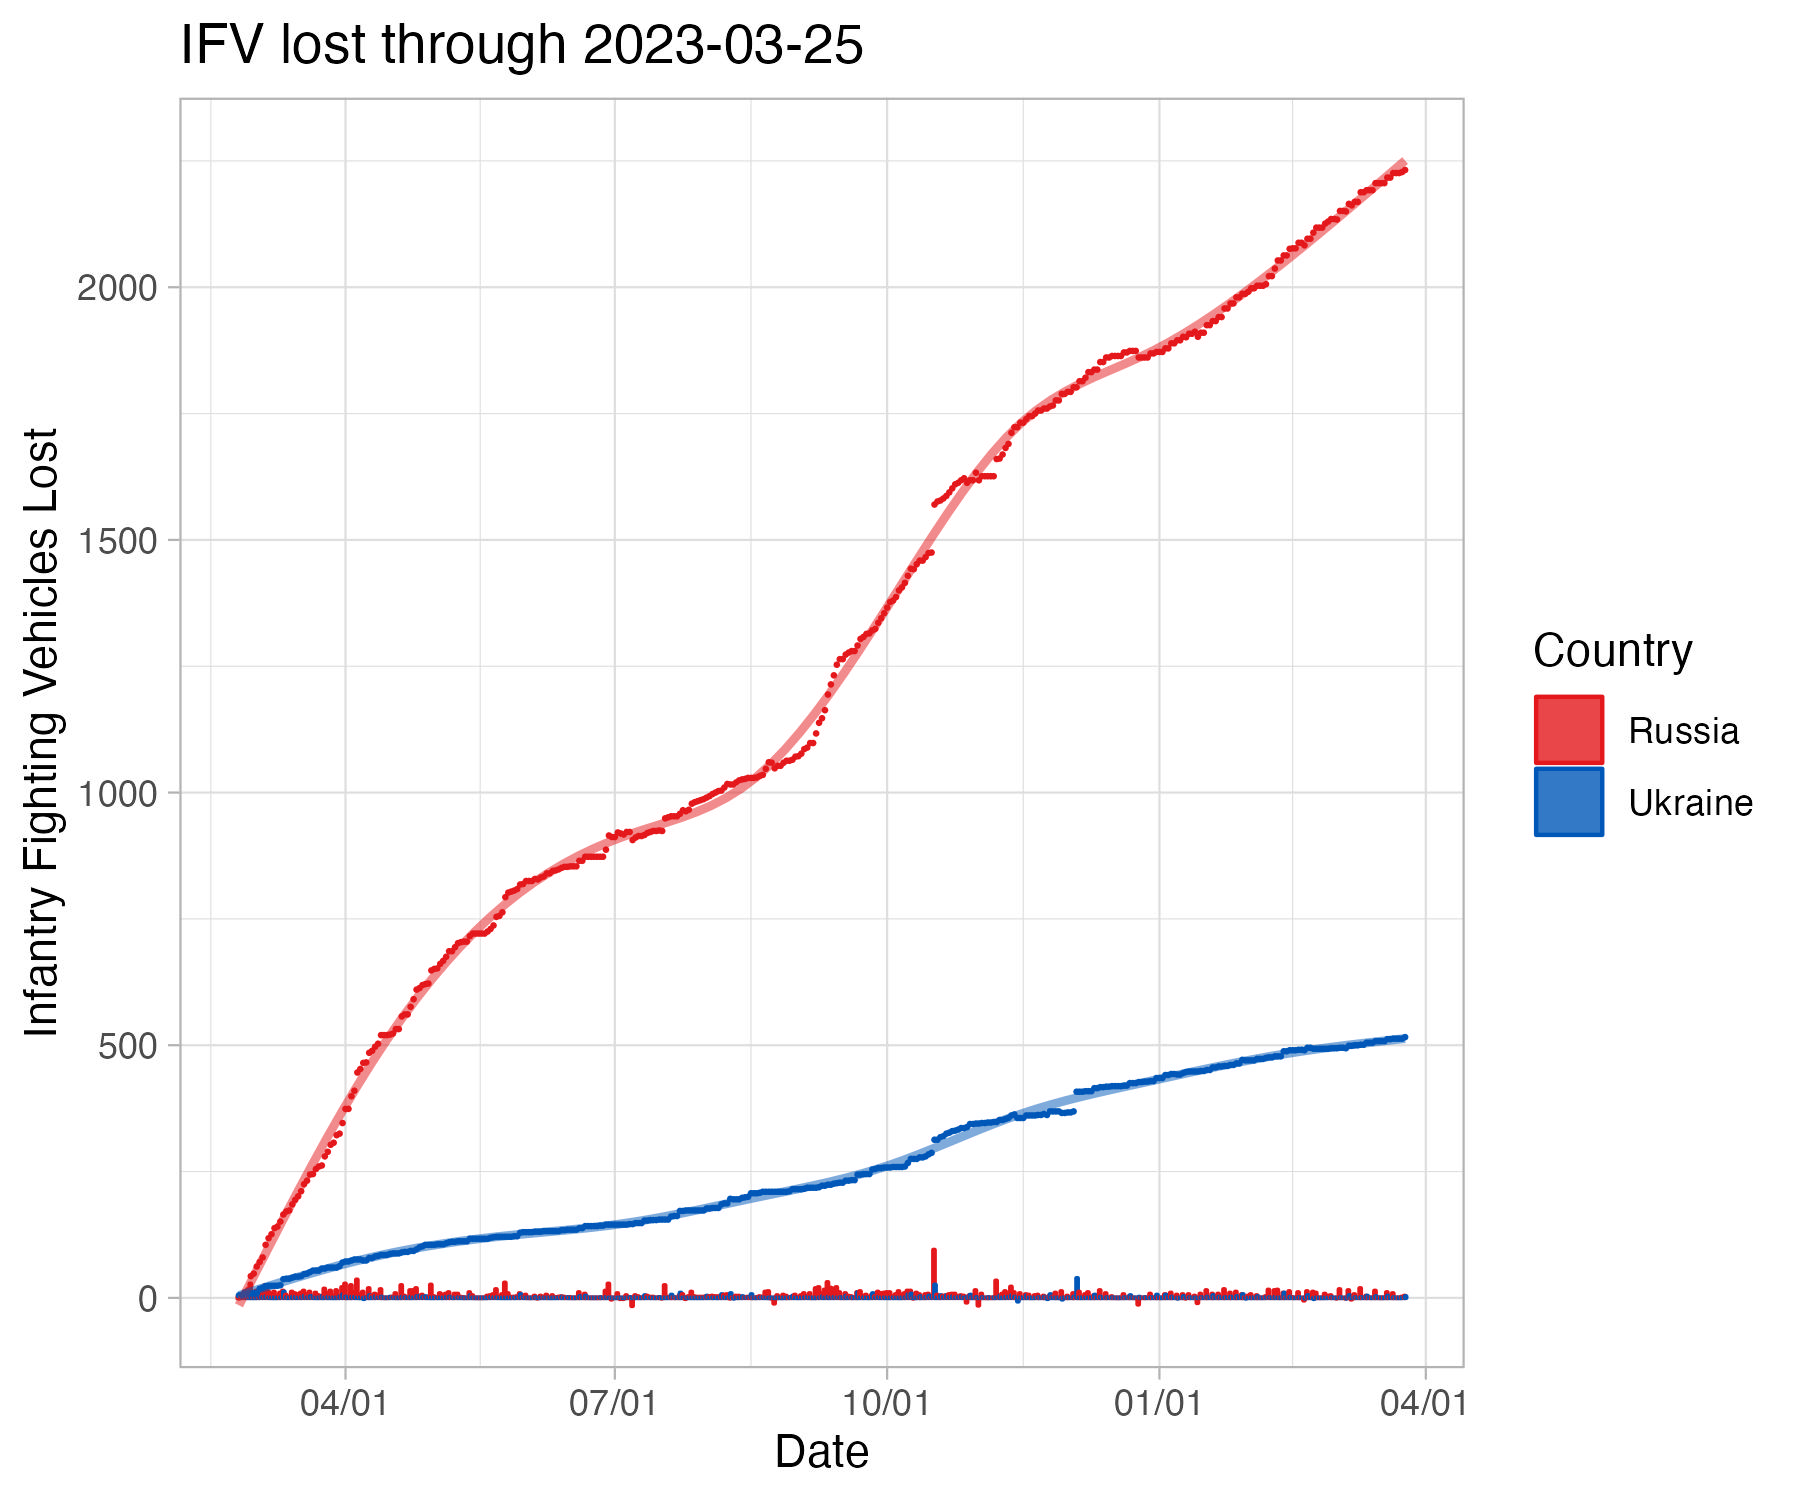 IFV lost through 2023-03-25
Infantry Fighting Vehicles Lost
2000
1500
1000
500
0
04/01
07/01
10/01
01/01
04/01
Date
Country
Russia
Ukraine